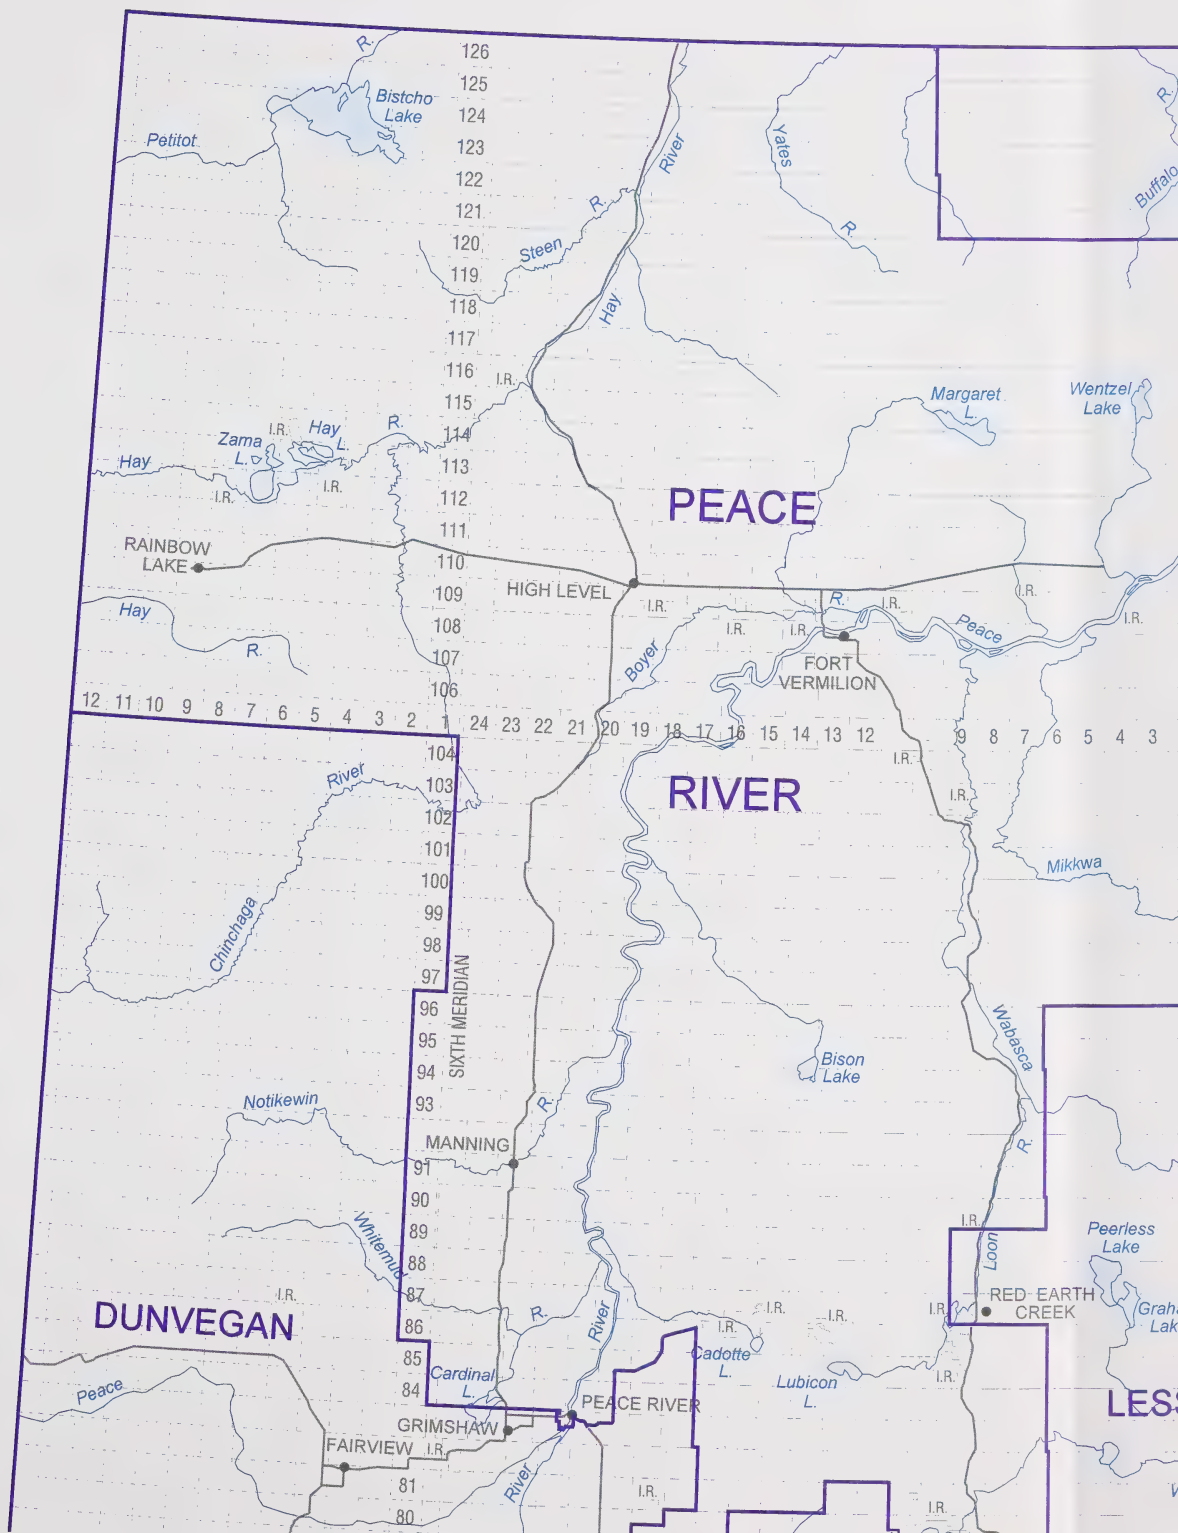 126
R.
125
Bistcho
Lake
124
R.
Petitot
123
River
Yates
122
Buffalo
121
R.
120
R.
Steen
119
118
Hay
117
116
I.R.
115
Margaret
L.
Wentzel
Lake
114
R.
I.R.
Hay
L.
Zama
L.
Hay
113
I.R.
I.R.
112
PEACE
111
RAINBOW
LAKE
110
HIGH LEVEL
109
I.R.
R.
I.R.
I.R.
Hay
108
I.R.
I.R.
Peace
I.R.
R.
107
Boyer
FORT
VERMILION
106
12 11 10 9 8 7 6 5 4 3 2 1 24 23 22 21 20 19 18 17 16 15 14 13 12 9 8 7 6 5 4 3
104
I.R.
River
103
RIVER
I.R.
102
101
Mikkwa
100
99
Chinchaga
98
97
SIXTH MERIDIAN
96
95
Wabasca
94
Bison
Lake
93
Notikewin
R.
MANNING
R.
91
90
I.R.
89
Whitemud
Peerless
Lake
88
Loon
87
I.R.
RED EARTH
CREEK
I.R.
DUNVEGAN
R.
River
I.R.
I.R.
I.R.
Grah
Lak
86
85
Cadotte
L.
Cardinal
L.
Lubicon
L.
I.R.
84
Peace
PEACE RIVER
LESS
GRIMSHAW
FAIRVIEW
I.R.
81
River
I.R.
I.R.
80